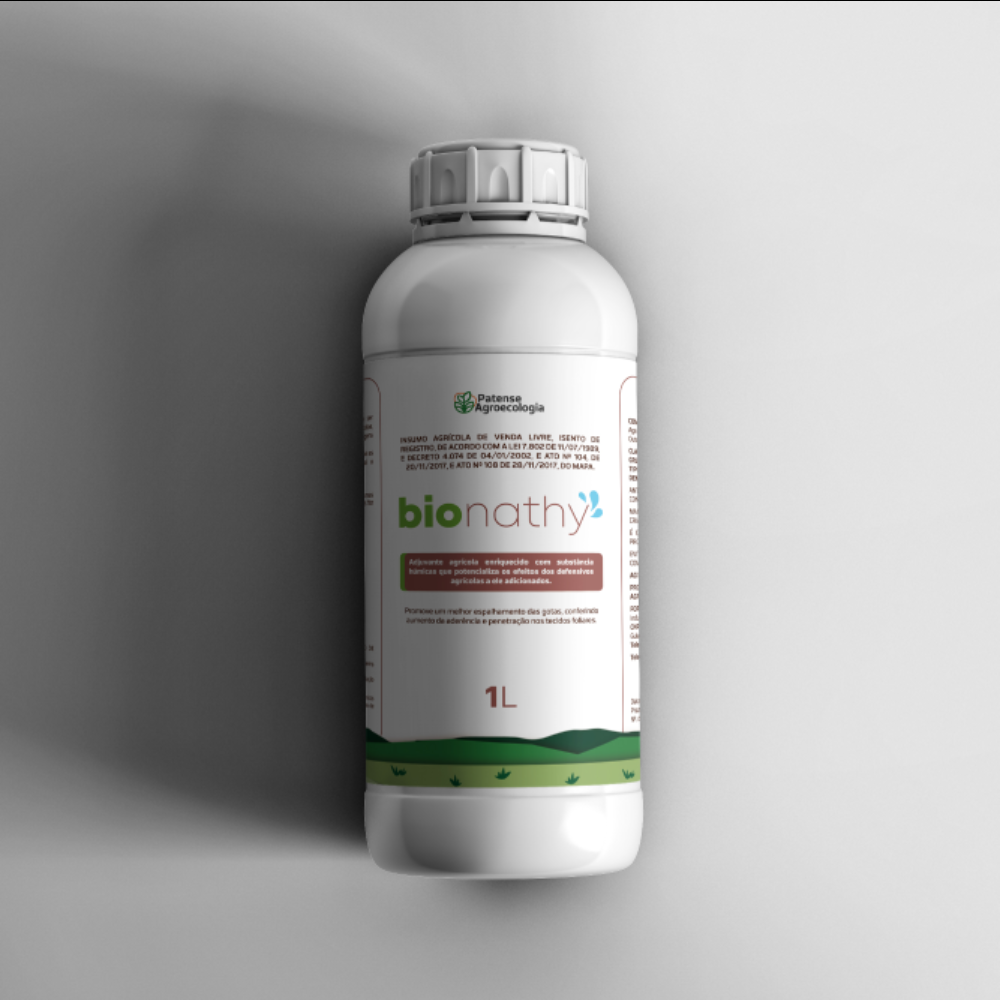 Patense
Agroecologia
INSUMO AGRÍCOLA DE VENDA LIVRE, ISENTO DE
REGISTRO, DE ACORDO COM A LEI 7.802 DE 11/07/1989,
E DECRETO 4.074 DE 04/01/2002, E ATO Nº 104, DE
20/11/2017, E ATO Nº 108 DE 28/11/2017, DO MAPA.
bionathy
Adjuvante agrícola enriquecido com substância
húmicas que potencializa os efeitos dos defensivos
agrícolas a ele adicionados.
Promove um melhor espalhamento das gotas, conferindo
aumento da aderência e penetração nos tecidos foliares.
1L